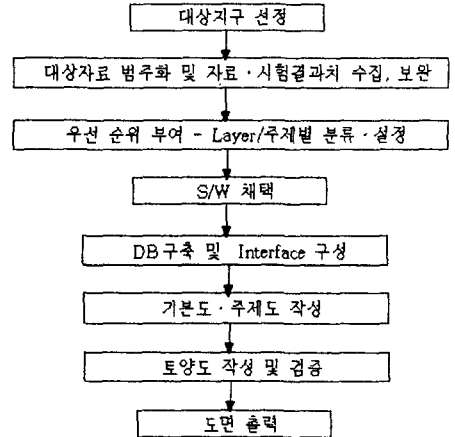 대상지구 선정
대상자료 범주화 및 자료·시험결과치 수집, 보완
우선 순위 부여 - Layer/주제별 분류·설정
S/W 채택
DB구축 및 Interface 구성
기본도·주제도 작성
토양도 작성 및 검증
도면 출력